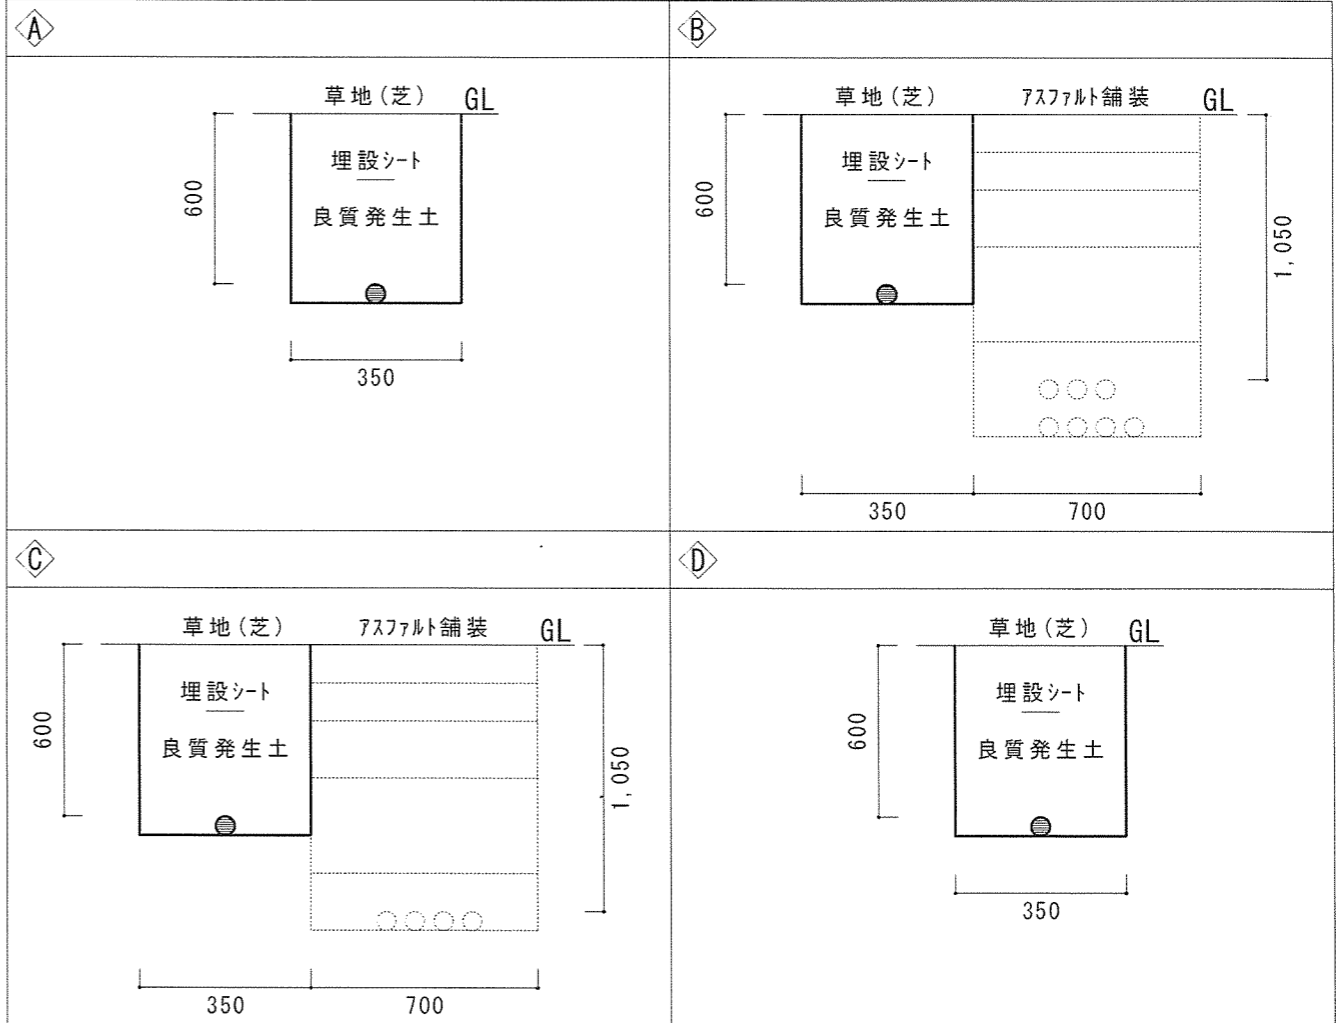 A
草地(芝) GL
埋設シート
良質発生土
600
350
B
草地(芝) アスファルト舗装 GL
埋設シート
良質発生土
600
1,050
350 700
C
草地(芝) アスファルト舗装 GL
埋設シート
良質発生土
600
1,050
350 700
D
草地(芝) GL
埋設シート
良質発生土
600
350